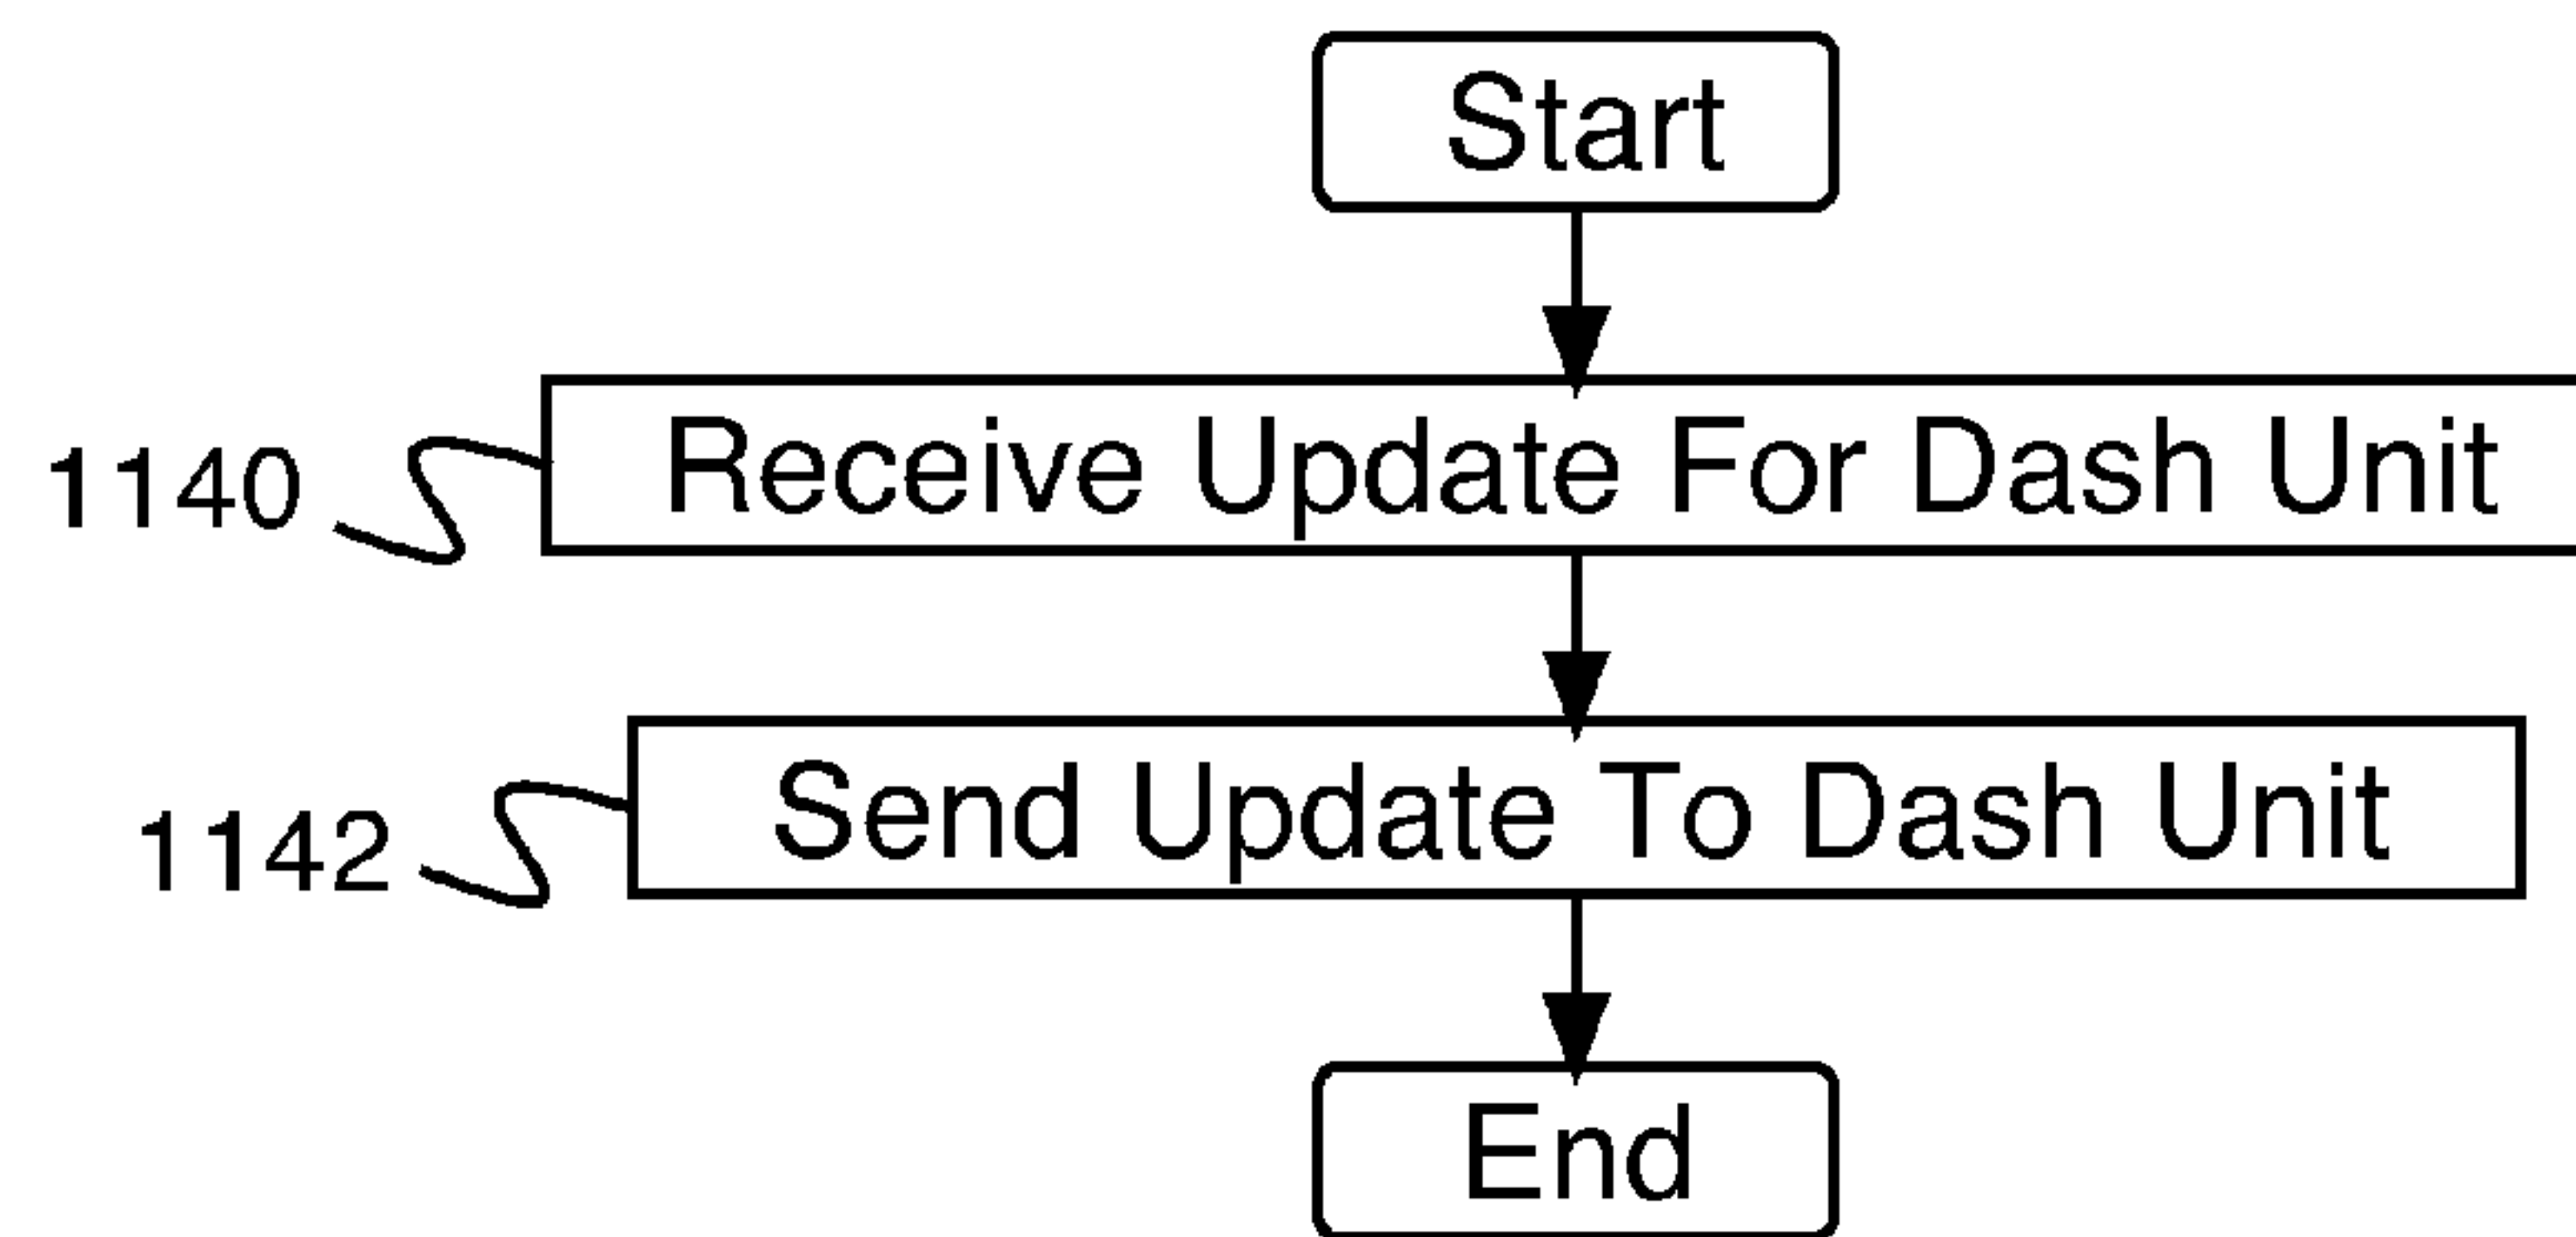 Start
1140 Receive Update For Dash Unit
1142 Send Update To Dash Unit
End